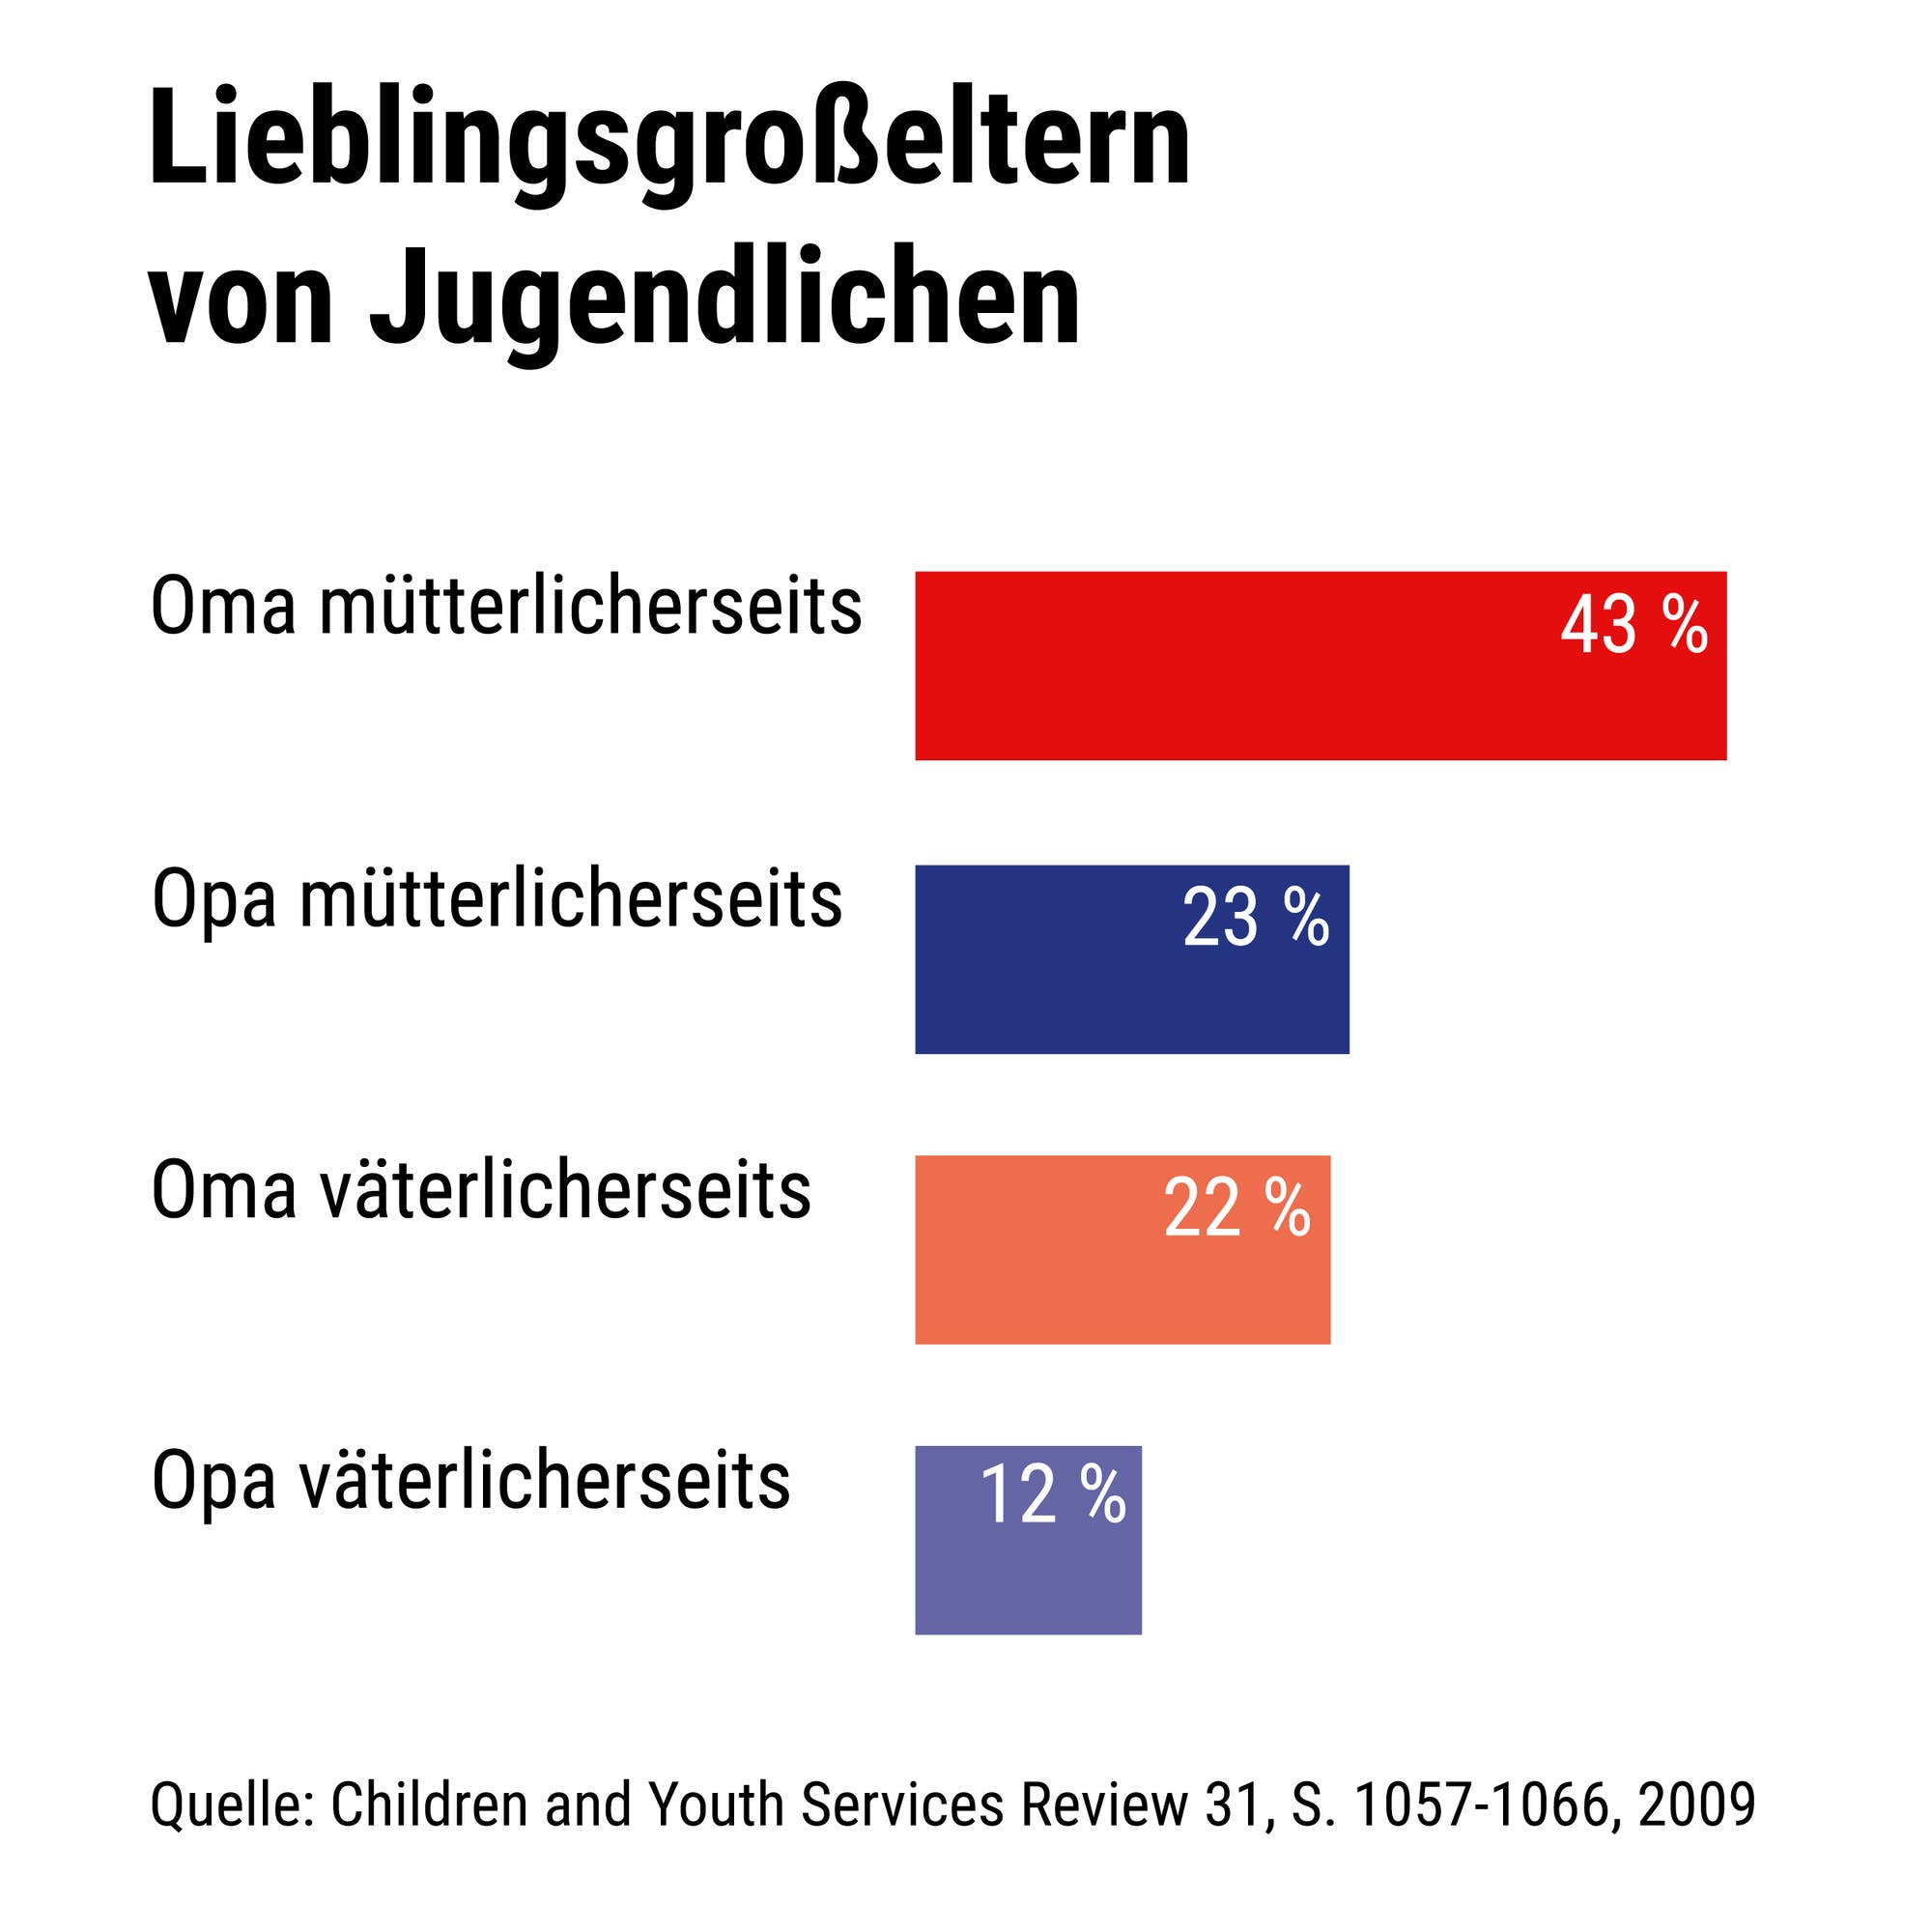 Lieblingsgroßeltern
von Jugendlichen
Oma mütterlicherseits 43 %
Opa mütterlicherseits 23 %
Oma väterlicherseits 22 %
Opa väterlicherseits 12 %
Quelle: Children and Youth Services Review 31, S. 1057-1066, 2009